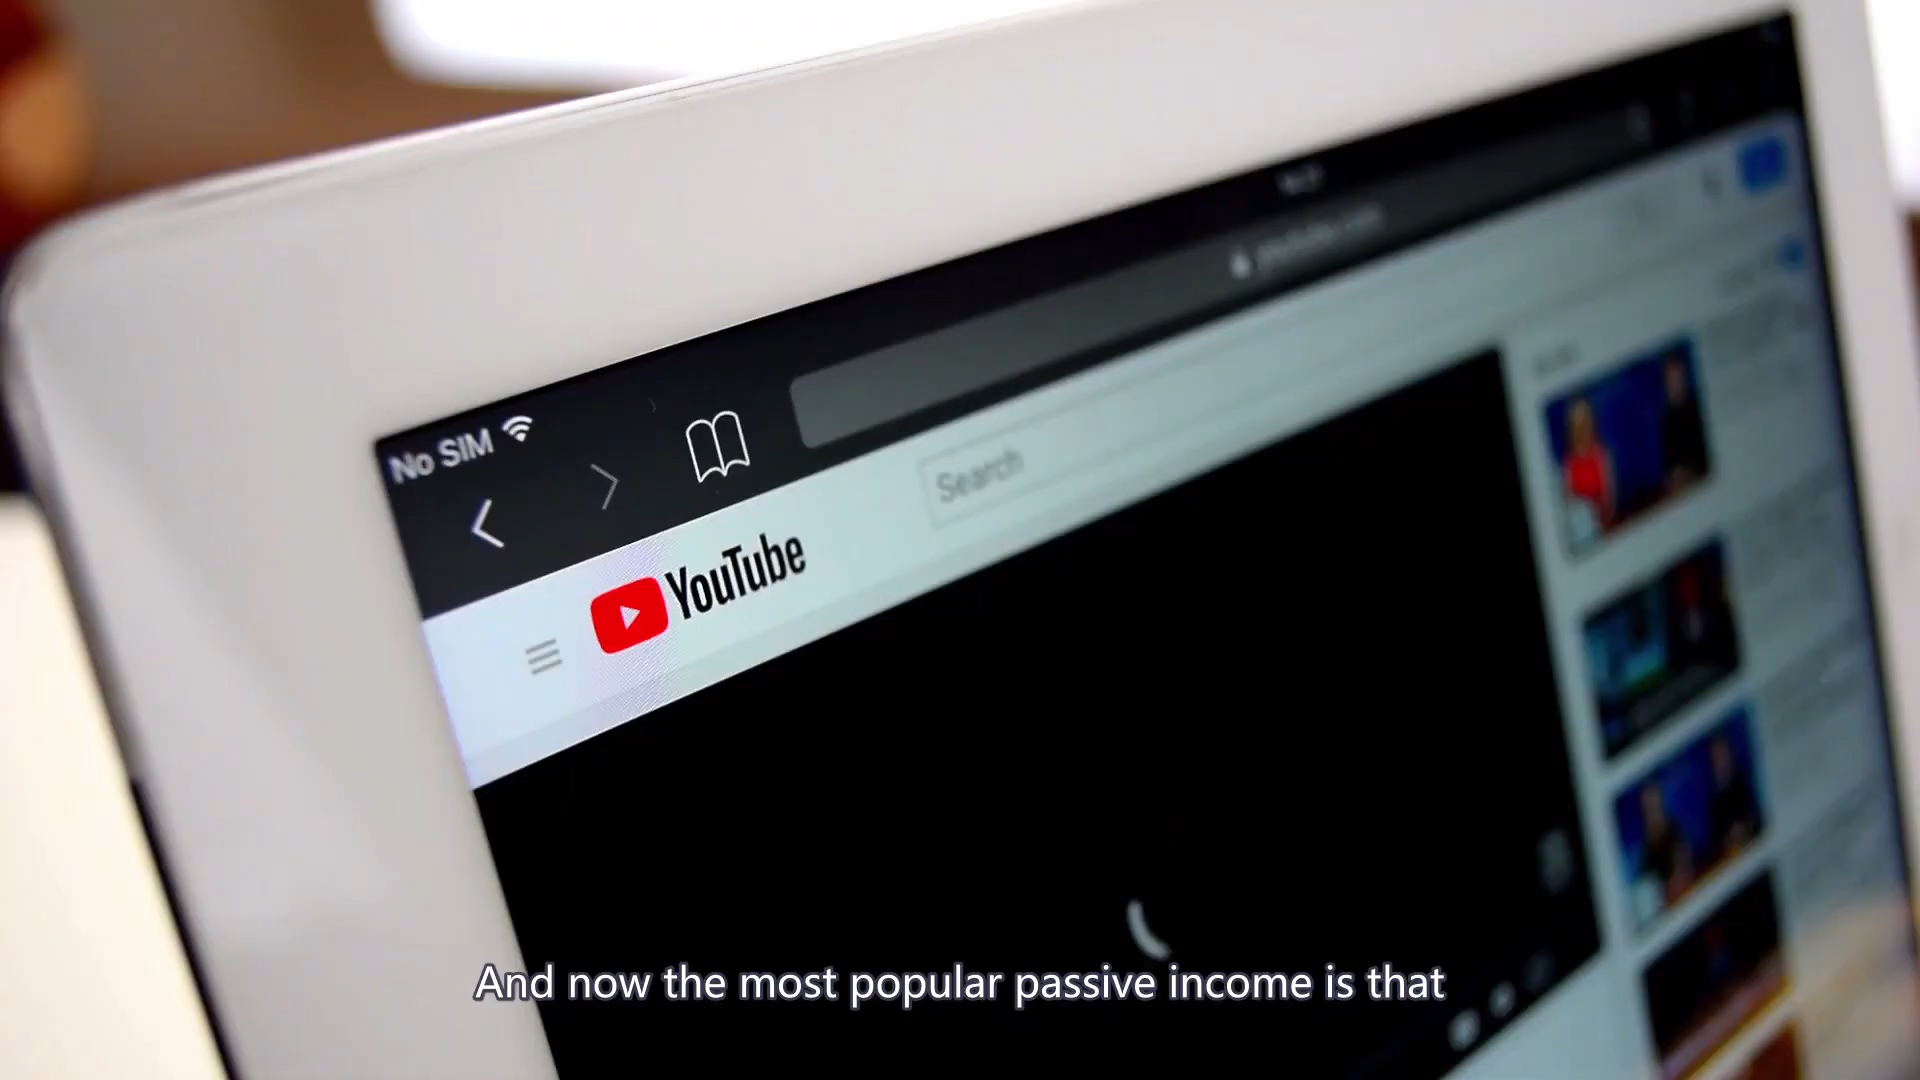 No SIM
Search
YouTube
And now the most popular passive income is that